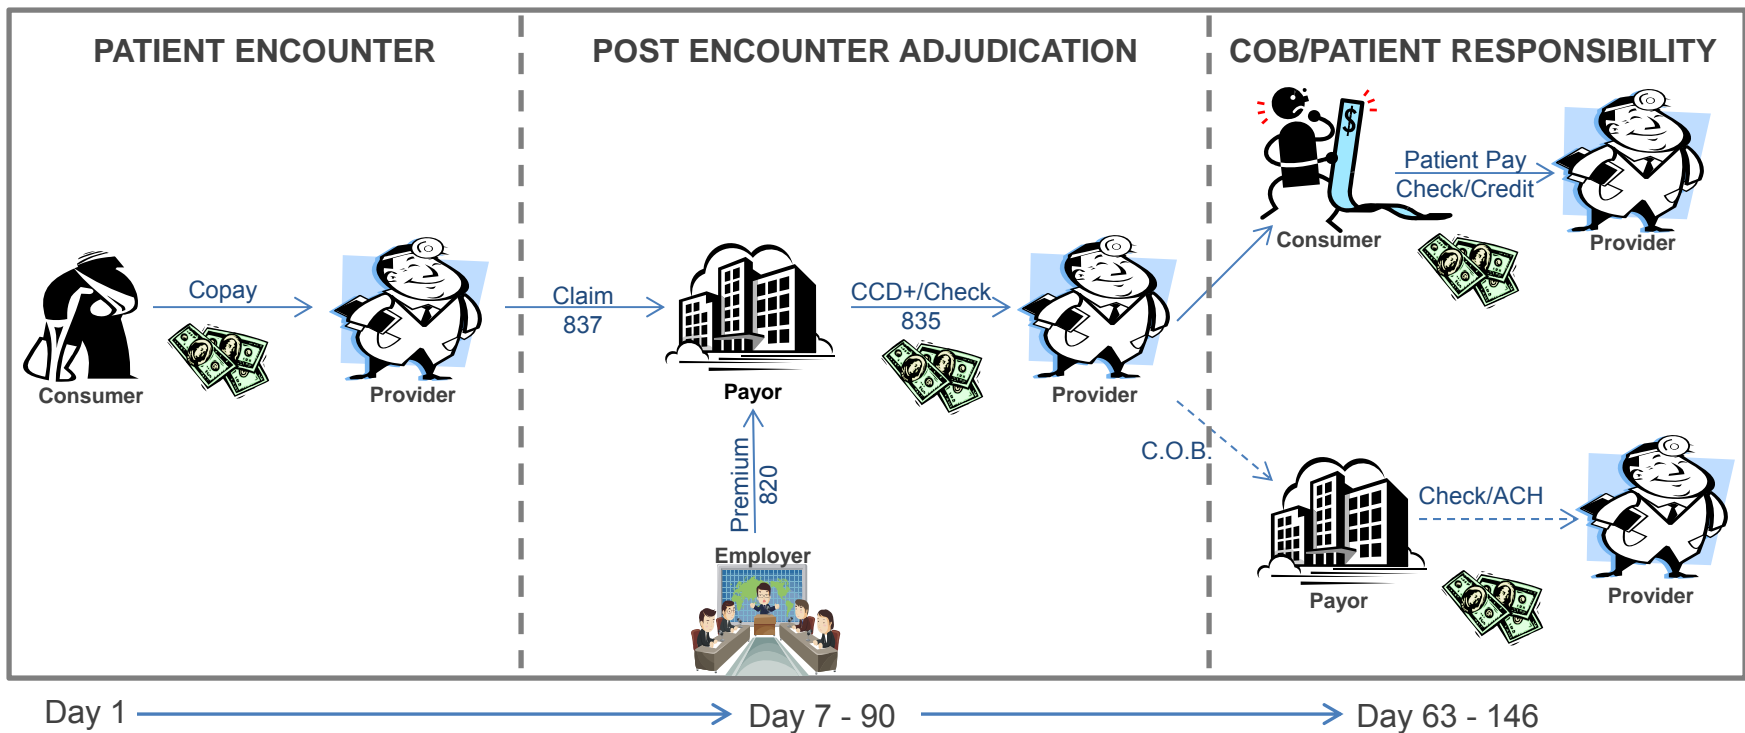 PATIENT ENCOUNTER
POST ENCOUNTER ADJUDICATION
COB/PATIENT RESPONSIBILITY
Copay
Consumer
Provider
Claim
837
Payor
Premium
820
Employer
CCD+/Check
835
Provider
$
Consumer
Patient Pay
Check/Credit
Provider
C.O.B.
Payor
Check/ACH
Provider
Day 1
Day 7 - 90
Day 63 - 146